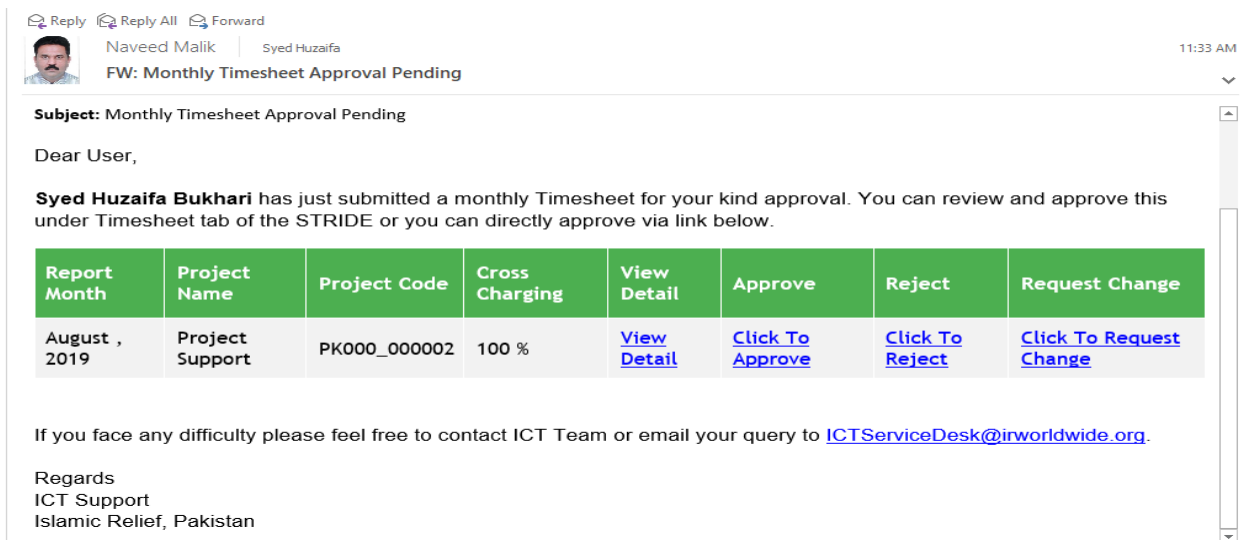 Reply Reply All Forward
Naveed Malik Syed Huzaifa 11:33 AM
FW: Monthly Timesheet Approval Pending
Subject: Monthly Timesheet Approval Pending
Dear User,
Syed Huzaifa Bukhari has just submitted a monthly Timesheet for your kind approval. You can review and approve this
under Timesheet tab of the STRIDE or you can directly approve via link below.
Report Month Project Name Project Code Cross Charging View Detail Approve Reject Request Change
August , 2019 Project Support PK000_000002 100 % View Detail Click To Approve Click To Reject Click To Request Change
If you face any difficulty please feel free to contact ICT Team or email your query to ICTServiceDesk@irworldwide.org.
Regards
ICT Support
Islamic Relief, Pakistan